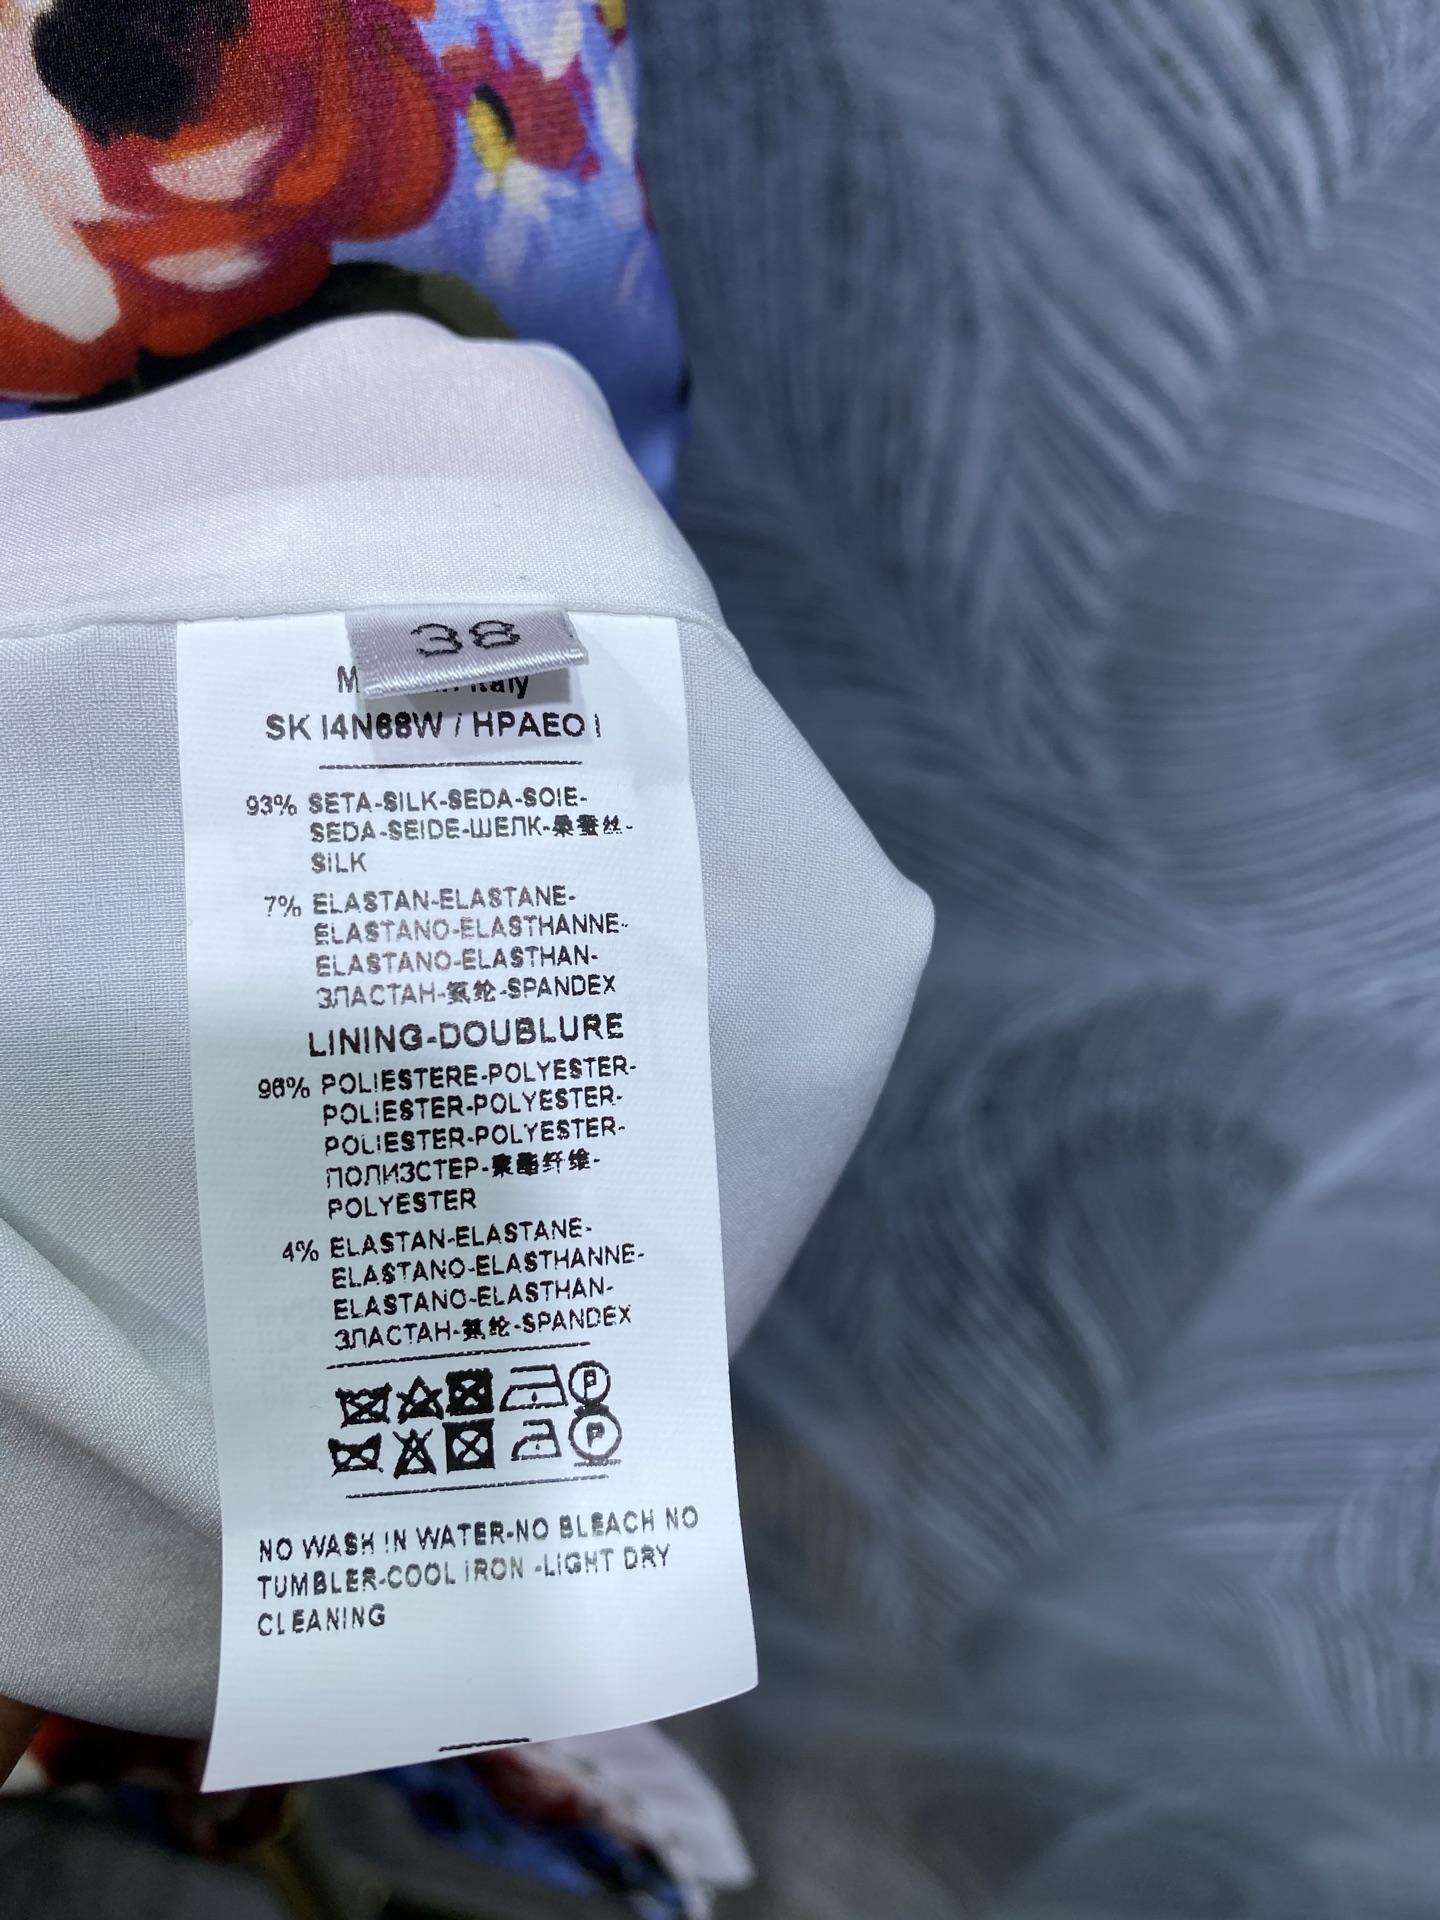 38
Italy
SK I4N68W / HPAEO I
93% SETA-SILK-SEDA-SOIE-
SEDA-SEIDE-ШЕЛК-桑蚕丝-
SILK
7% ELASTAN-ELASTANE-
ELASTANO-ELASTHANNE-
ELASTANO-ELASTHAN-
ЗЛАСТАН-氨纶-SPANDEX
LINING-DOUBLURE
96% POLIESTERE-POLYESTER-
POLIESTER-POLYESTER-
POLIESTER-POLYESTER-
ПОЛИЗСТЕР-聚酯纤维-
POLYESTER
4% ELASTAN-ELASTANE-
ELASTANO-ELASTHANNE-
ELASTANO-ELASTHAN-
ЗЛАСТАН-氨纶-SPANDEX
P
P
NO WASH IN WATER-NO BLEACH NO
TUMBLER-COOL IRON -LIGHT DRY
CLEANING